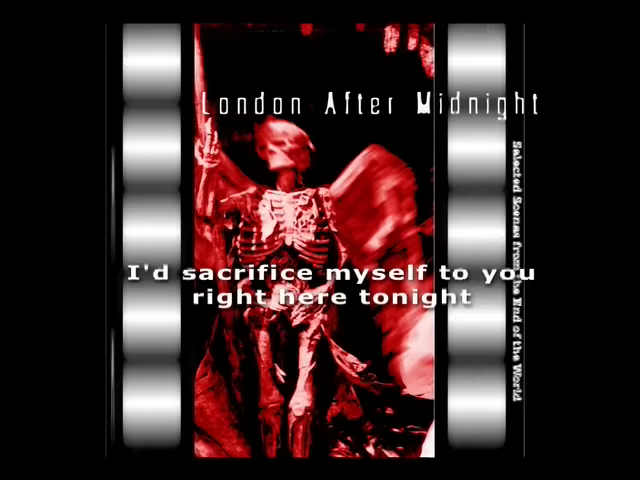 London After Midnight
Selected Scenes from the End of the World
I'd sacrifice myself to you
right here tonight